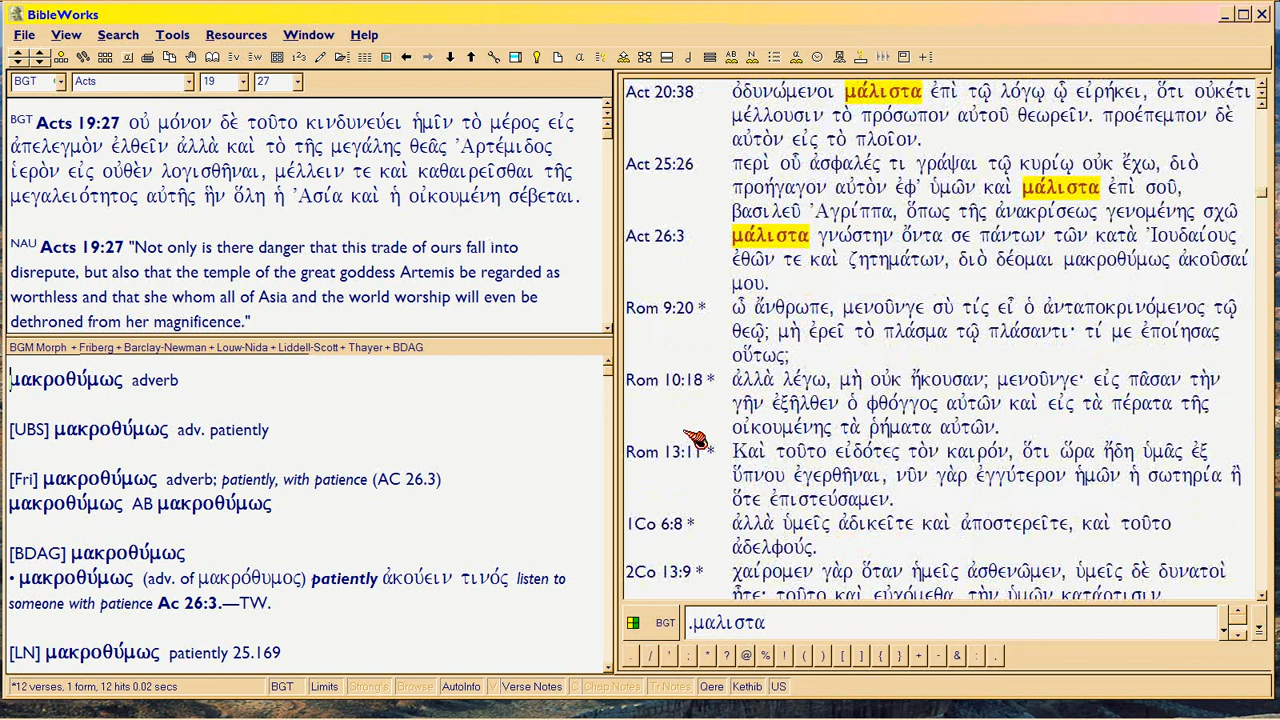 BibleWorks
File View Search Tools Resources Window Help
BGT Acts 19 27
BGT Acts 19:27 οὐ μόνον δὲ τοῦτο κινδυνεύει ἡμῖν τὸ μέρος εἰς
ἀπελεγμὸν ἐλθεῖν ἀλλὰ καὶ τὸ τῆς μεγάλης θεᾶς Ἀρτέμιδος
ἱερὸν εἰς οὐθὲν λογισθῆναι, μέλλειν τε καὶ καθαιρεῖσθαι τῆς
μεγαλειότητος αὐτῆς ἣν ὅλη ἡ Ἀσία καὶ ἡ οἰκουμένη σέβεται.
NAU Acts 19:27 "Not only is there danger that this trade of ours fall into
disrepute, but also that the temple of the great goddess Artemis be regarded as
worthless and that she whom all of Asia and the world worship will even be
dethroned from her magnificence."
BGM Morph + Friberg + Barclay-Newman + Louw-Nida + Liddell-Scott + Thayer + BDAG
μακροθύμως adverb
[UBS] μακροθύμως adv. patiently
[Fri] μακροθύμως adverb; patiently, with patience (AC 26.3)
μακροθύμως AB μακροθύμως
[BDAG] μακροθύμως
• μακροθύμως (adv. of μακρόθυμος) patiently ἀκούειν τινός listen to
someone with patience Ac 26:3.—TW.
[LN] μακροθύμως patiently 25.169
Act 20:38 ὀδυνώμενοι μάλιστα ἐπὶ τῷ λόγῳ ᾧ εἰρήκει, ὅτι οὐκέτι
μέλλουσιν τὸ πρόσωπον αὐτοῦ θεωρεῖν. προέπεμπον δὲ
αὐτὸν εἰς τὸ πλοῖον.
Act 25:26 περὶ οὗ ἀσφαλές τι γράψαι τῷ κυρίῳ οὐκ ἔχω, διὸ
προήγαγον αὐτὸν ἐφ’ ὑμῶν καὶ μάλιστα ἐπὶ σοῦ,
βασιλεῦ Ἀγρίππα, ὅπως τῆς ἀνακρίσεως γενομένης σχῶ
Act 26:3 μάλιστα γνώστην ὄντα σε πάντων τῶν κατὰ Ἰουδαίους
ἐθῶν τε καὶ ζητημάτων, διὸ δέομαι μακροθύμως ἀκοῦσαί
μου.
Rom 9:20 * ὦ ἄνθρωπε, μενοῦνγε σὺ τίς εἶ ὁ ἀνταποκρινόμενος τῷ
θεῷ; μὴ ἐρεῖ τὸ πλάσμα τῷ πλάσαντι· τί με ἐποίησας
οὕτως;
Rom 10:18 * ἀλλὰ λέγω, μὴ οὐκ ἤκουσαν; μενοῦνγε· εἰς πᾶσαν τὴν
γῆν ἐξῆλθεν ὁ φθόγγος αὐτῶν καὶ εἰς τὰ πέρατα τῆς
οἰκουμένης τὰ ῥήματα αὐτῶν.
Rom 13:11 * Καὶ τοῦτο εἰδότες τὸν καιρόν, ὅτι ὥρα ἤδη ὑμᾶς ἐξ
ὕπνου ἐγερθῆναι, νῦν γὰρ ἐγγύτερον ἡμῶν ἡ σωτηρία ἢ
ὅτε ἐπιστεύσαμεν.
1Co 6:8 * ἀλλὰ ὑμεῖς ἀδικεῖτε καὶ ἀποστερεῖτε, καὶ τοῦτο
ἀδελφούς.
2Co 13:9 * χαίρομεν γὰρ ὅταν ἡμεῖς ἀσθενῶμεν, ὑμεῖς δὲ δυνατοὶ
ἦτε· τοῦτο καὶ εὐχόμεθα, τὴν ὑμῶν κατάρτισιν
BGT .μαλιστα
. / ' ; * ? @ % ! ( ) [ ] { } + - & : .
*12 verses, 1 form, 12 hits 0.02 secs BGT Limits Strong's Browse AutoInfo V Verse Notes C Chap.Notes Tr Notes Qere Kethib US